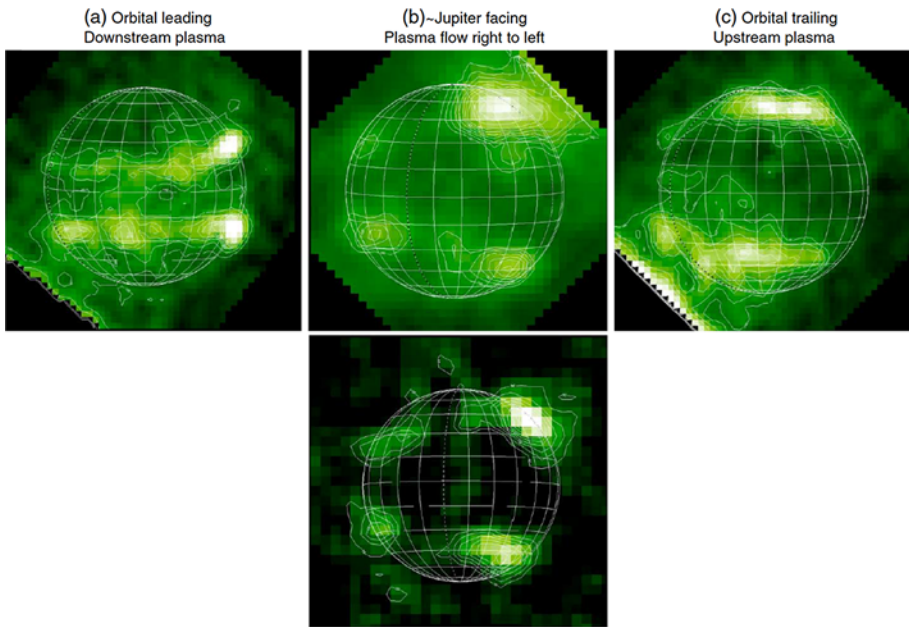 (a) Orbital leading
Downstream plasma
(b)~Jupiter facing
Plasma flow right to left
(c) Orbital trailing
Upstream plasma